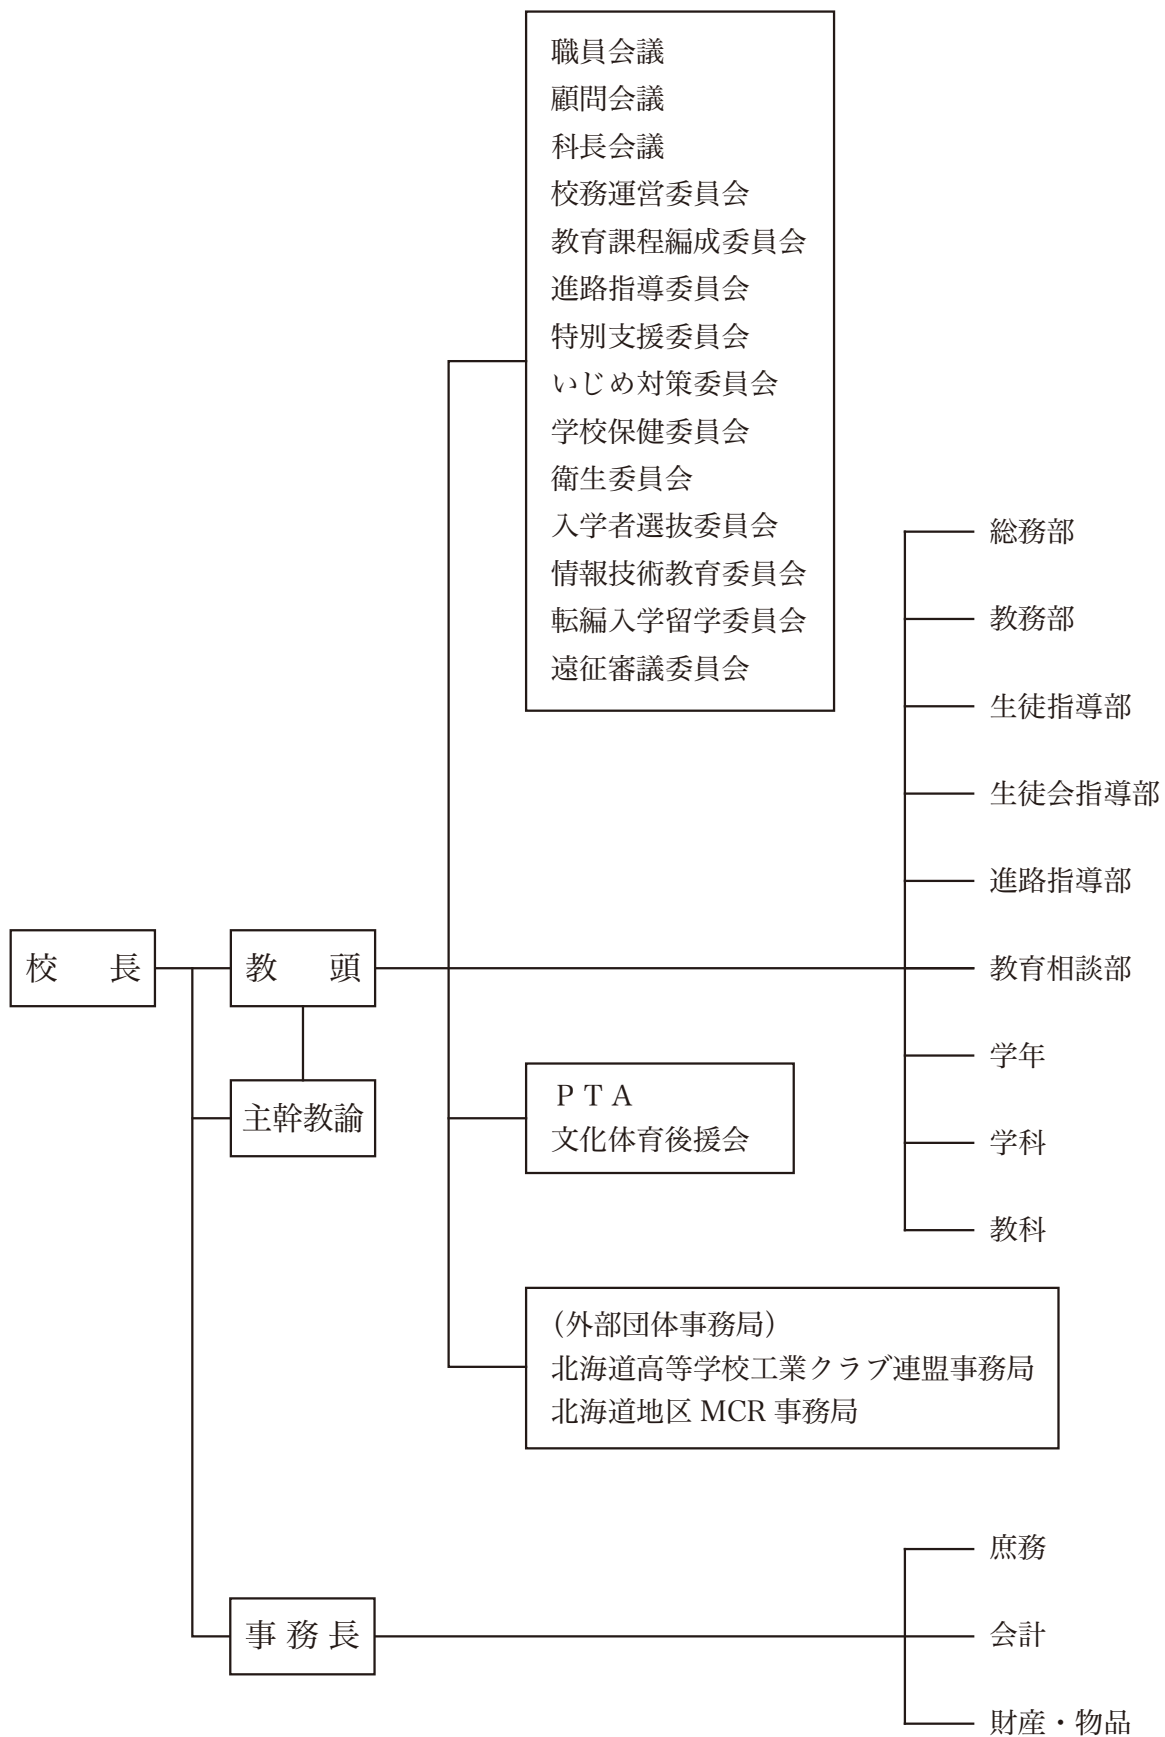 職員会議
顧問会議
科長会議
校務運営委員会
教育課程編成委員会
進路指導委員会
特別支援委員会
いじめ対策委員会
学校保健委員会
衛生委員会
入学者選抜委員会
情報技術教育委員会
転編入学留学委員会
遠征審議委員会
総務部
教務部
生徒指導部
生徒会指導部
進路指導部
教育相談部
学年
学科
教科
校　長
教　頭
主幹教諭
ＰＴＡ
文化体育後援会
（外部団体事務局）
北海道高等学校工業クラブ連盟事務局
北海道地区 MCR 事務局
事務長
庶務
会計
財産・物品